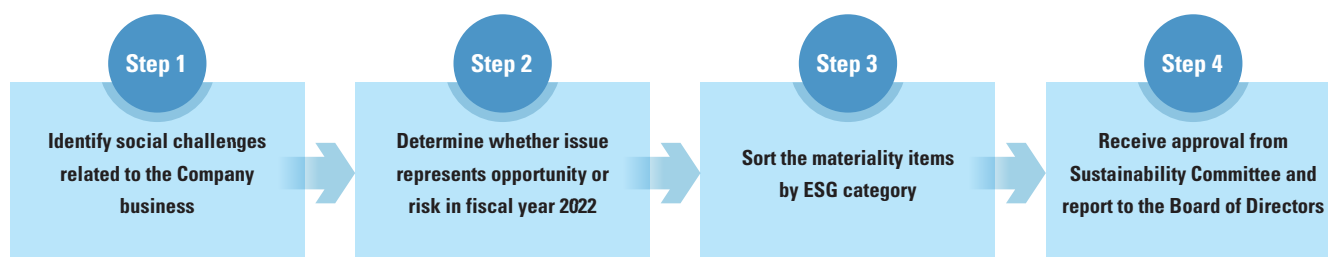 Step 1
Identify social challenges
related to the Company
business
Step 2
Determine whether issue
represents opportunity or
risk in fiscal year 2022
Step 3
Sort the materiality items
by ESG category
Step 4
Receive approval from
Sustainability Committee and
report to the Board of Directors